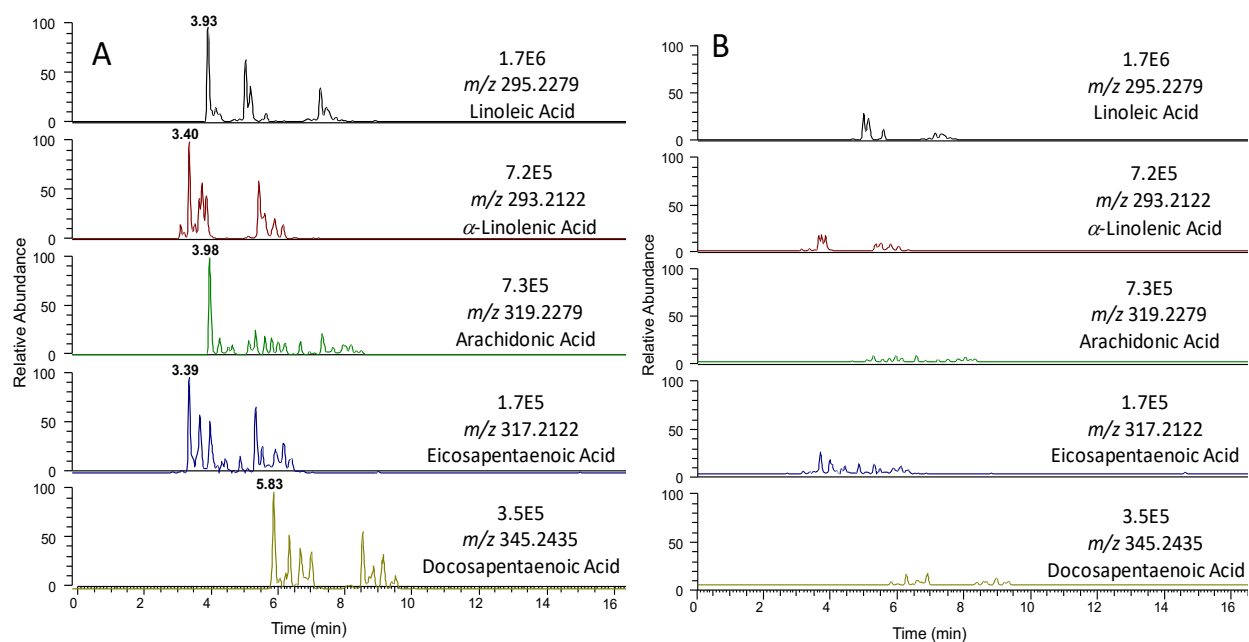 A
Relative Abundance
100
50
0
3.93
1.7E6
m/z 295.2279
Linoleic Acid
100
50
0
3.40
7.2E5
m/z 293.2122
α-Linolenic Acid
100
50
0
3.98
7.3E5
m/z 319.2279
Arachidonic Acid
100
50
0
3.39
1.7E5
m/z 317.2122
Eicosapentaenoic Acid
100
50
0
5.83
3.5E5
m/z 345.2435
Docosapentaenoic Acid
0 2 4 6 8 10 12 14 16
Time (min)
B
Relative Abundance
100
50
0
1.7E6
m/z 295.2279
Linoleic Acid
100
50
0
7.2E5
m/z 293.2122
α-Linolenic Acid
100
50
0
7.3E5
m/z 319.2279
Arachidonic Acid
100
50
0
1.7E5
m/z 317.2122
Eicosapentaenoic Acid
100
50
0
3.5E5
m/z 345.2435
Docosapentaenoic Acid
0 2 4 6 8 10 12 14 16
Time (min)